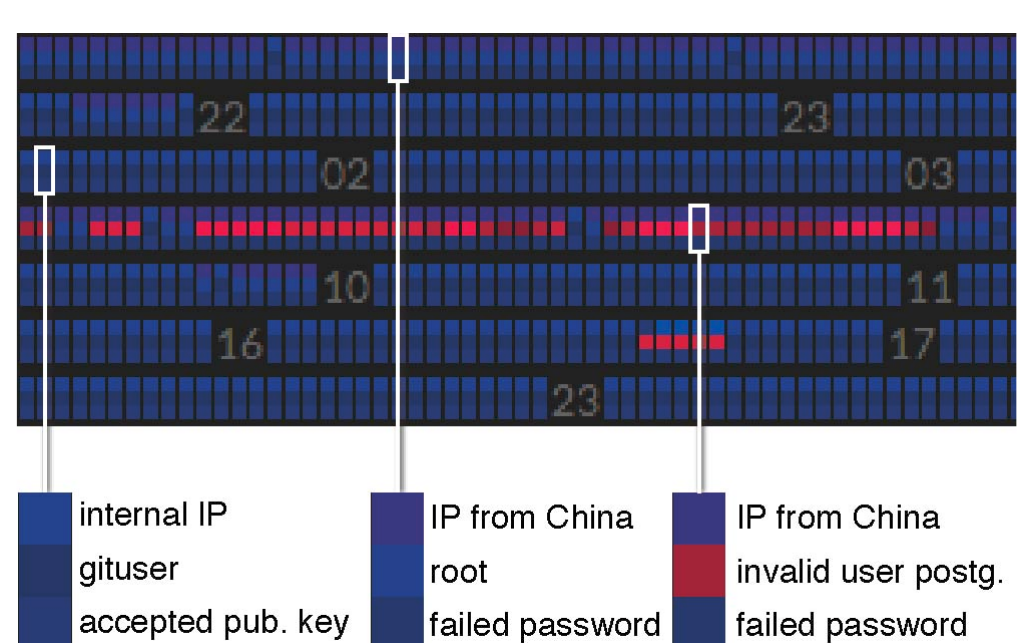 22 23
02 03
10 11
16 17
23
internal IP
gituser
accepted pub. key
IP from China
root
failed password
IP from China
invalid user postg.
failed password